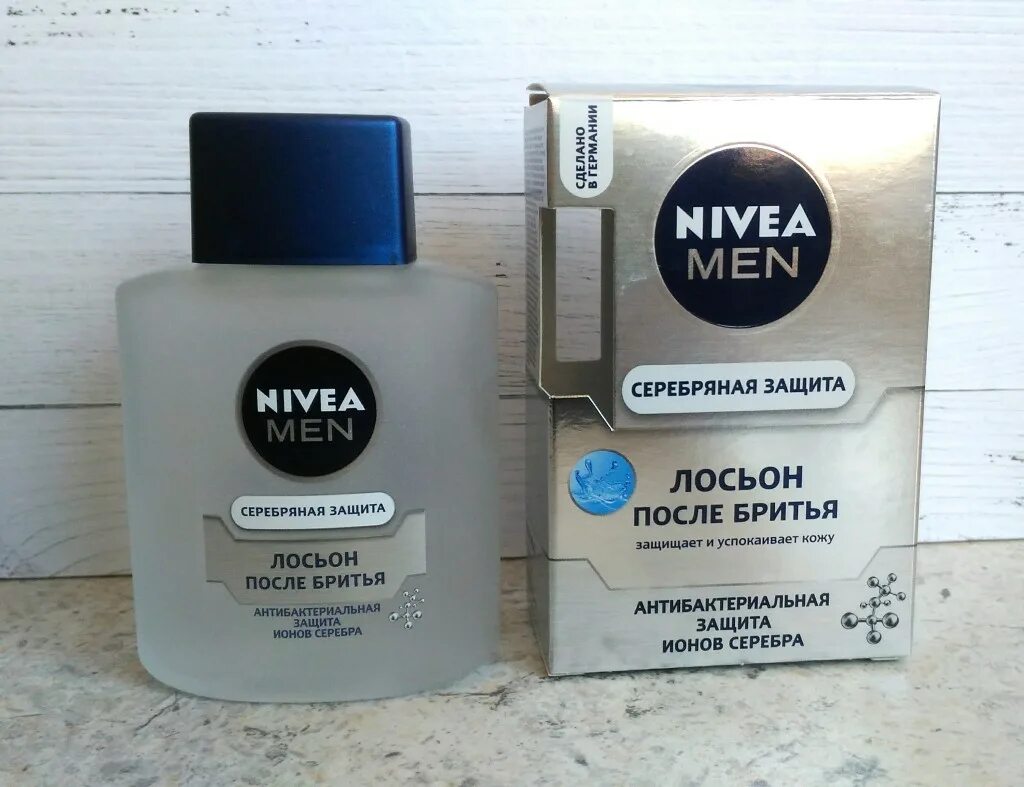 NIVEA
MEN
СЕРЕБРЯНАЯ ЗАЩИТА
ЛОСЬОН
ПОСЛЕ БРИТЬЯ
АНТИБАКТЕРИАЛЬНАЯ
ЗАЩИТА
ИОНОВ СЕРЕБРА
СДЕЛАНО
В ГЕРМАНИИ
NIVEA
MEN
СЕРЕБРЯНАЯ ЗАЩИТА
ЛОСЬОН
ПОСЛЕ БРИТЬЯ
защищает и успокаивает кожу
АНТИБАКТЕРИАЛЬНАЯ
ЗАЩИТА
ИОНОВ СЕРЕБРА